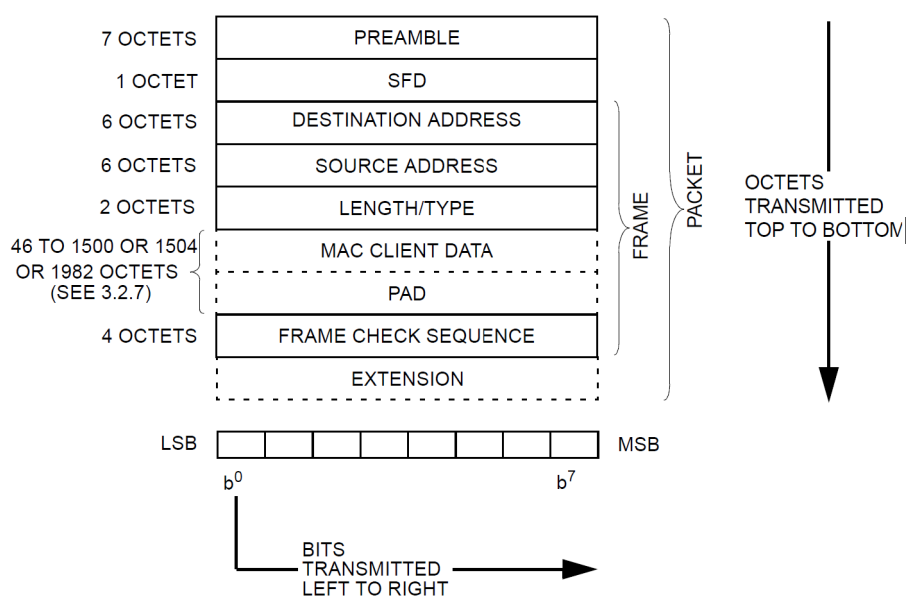 7 OCTETS
PREAMBLE
1 OCTET
SFD
6 OCTETS
DESTINATION ADDRESS
6 OCTETS
SOURCE ADDRESS
2 OCTETS
LENGTH/TYPE
46 TO 1500 OR 1504
OR 1982 OCTETS
(SEE 3.2.7)
MAC CLIENT DATA
PAD
4 OCTETS
FRAME CHECK SEQUENCE
EXTENSION
FRAME
PACKET
OCTETS
TRANSMITTED
TOP TO BOTTOM
LSB
MSB
b0
b7
BITS
TRANSMITTED
LEFT TO RIGHT